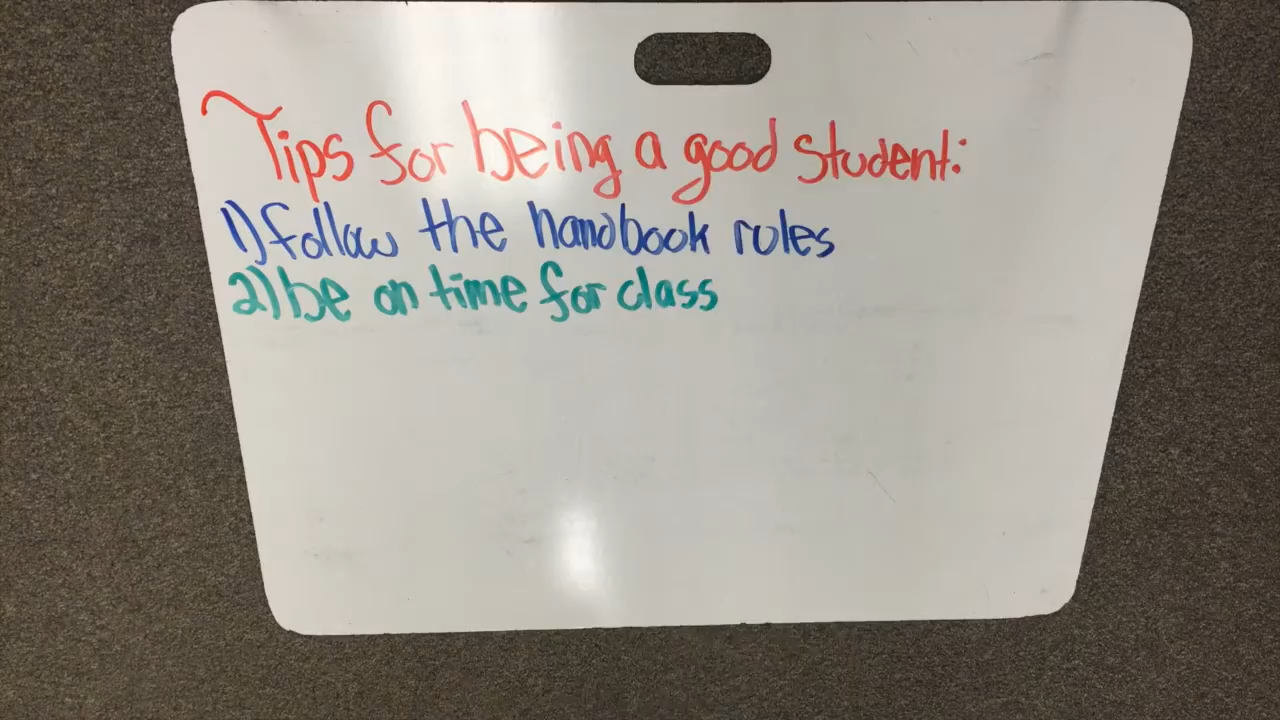 Tips for being a good student:
1) follow the handbook rules
2) be on time for class